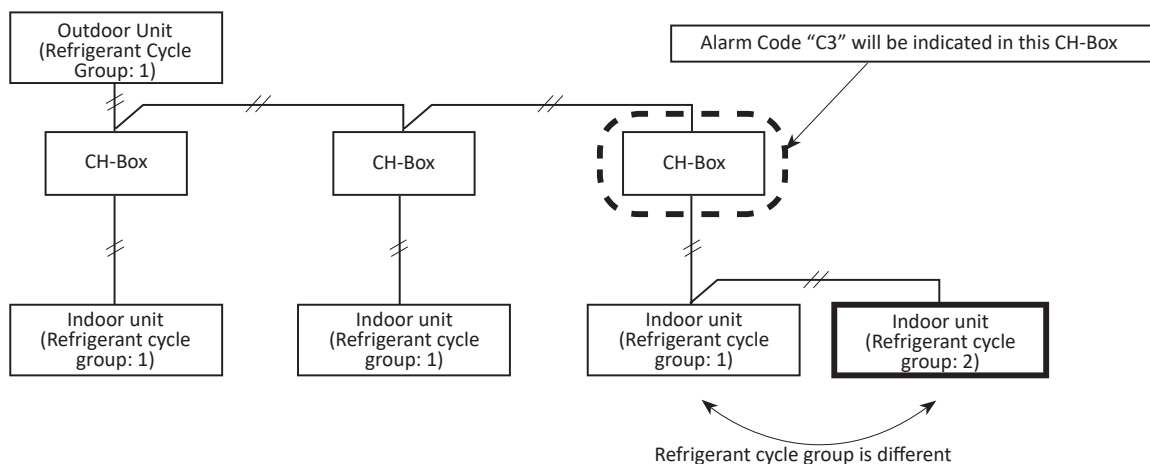 Outdoor Unit
(Refrigerant Cycle
Group: 1)
Alarm Code “C3” will be indicated in this CH-Box
CH-Box
CH-Box
CH-Box
Indoor unit
(Refrigerant cycle
group: 1)
Indoor unit
(Refrigerant cycle
group: 1)
Indoor unit
(Refrigerant cycle
group: 1)
Indoor unit
(Refrigerant cycle
group: 2)
Refrigerant cycle group is different